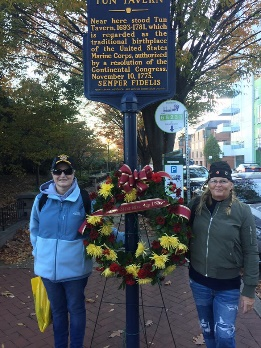 TUN TAVERN
Near here stood Tun
Tavern, 1693-1781, which
is regarded as the
traditional birthplace
of the United States
Marine Corps, authorized
by a resolution of the
Continental Congress,
November 10, 1775.
SEMPER FIDELIS